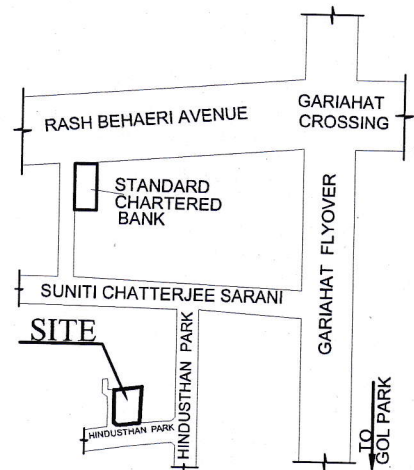 RASH BEHAERI AVENUE
GARIAHAT
CROSSING
STANDARD
CHARTERED
BANK
GARIAHAT FLYOVER
SUNITI CHATTERJEE SARANI
HINDUSTHAN PARK
SITE
HINDUSTHAN PARK
TO
GOL PARK